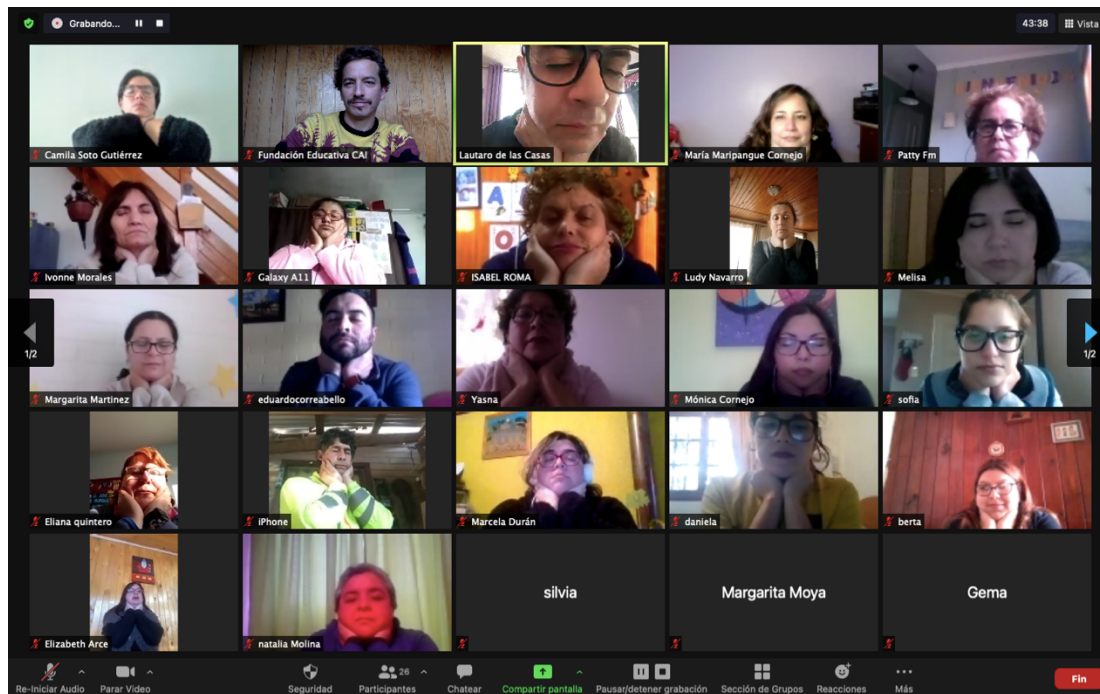 Grabando...
43:38
Vista
Camila Soto Gutiérrez
Fundación Educativa CAI
Lautaro de las Casas
María Maripangue Cornejo
BIENVENIDOS
Patty Fm
Ivonne Morales
Galaxy A11
A
O
ISABEL ROMA
Ludy Navarro
Melisa
1/2
1/2
Margarita Martinez
eduardocorreabello
Yasna
Mónica Cornejo
sofia
Eliana quintero
iPhone
Marcela Durán
daniela
berta
Elizabeth Arce
natalia Molina
silvia
Margarita Moya
Gema
Re-Iniciar Audio
Parar Video
Seguridad
26
Participantes
Chatear
Compartir pantalla
Pausar/detener grabación
Sección de Grupos
Reacciones
Más
Fin